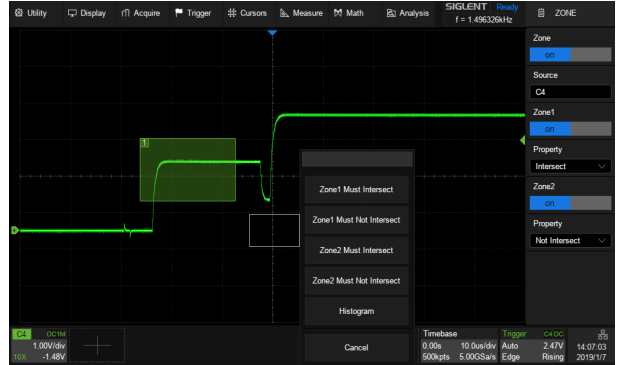 Utility Display Acquire Trigger Cursors Measure Math Analysis SIGLENT Ready ZONE
f = 1.496326kHz
Zone
on
Source
C4
Zone1
on
Property
Intersect
Zone2
on
Property
Not Intersect
1
Zone1 Must Intersect
Zone1 Must Not Intersect
Zone2 Must Intersect
Zone2 Must Not Intersect
Histogram
Cancel
C4 DC1M
1.00V/div
10X -1.48V
Timebase
0.00s 10.0us/div
500kpts 5.00GSa/s
Trigger C4 DC
Auto 2.47V
Edge Rising
14:07:03
2019/1/7